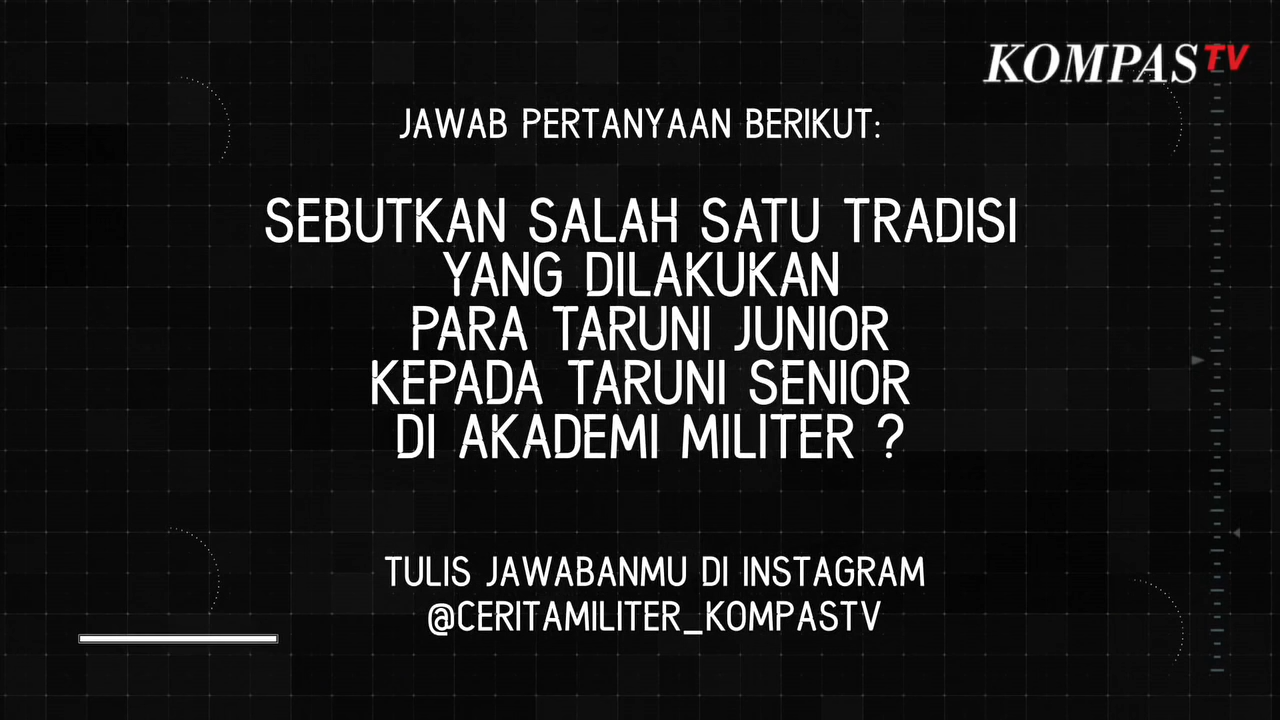 KOMPASTV
JAWAB PERTANYAAN BERIKUT:
SEBUTKAN SALAH SATU TRADISI
YANG DILAKUKAN
PARA TARUNI JUNIOR
KEPADA TARUNI SENIOR
DI AKADEMI MILITER ?
TULIS JAWABANMU DI INSTAGRAM
@CERITAMILITER_KOMPASTV